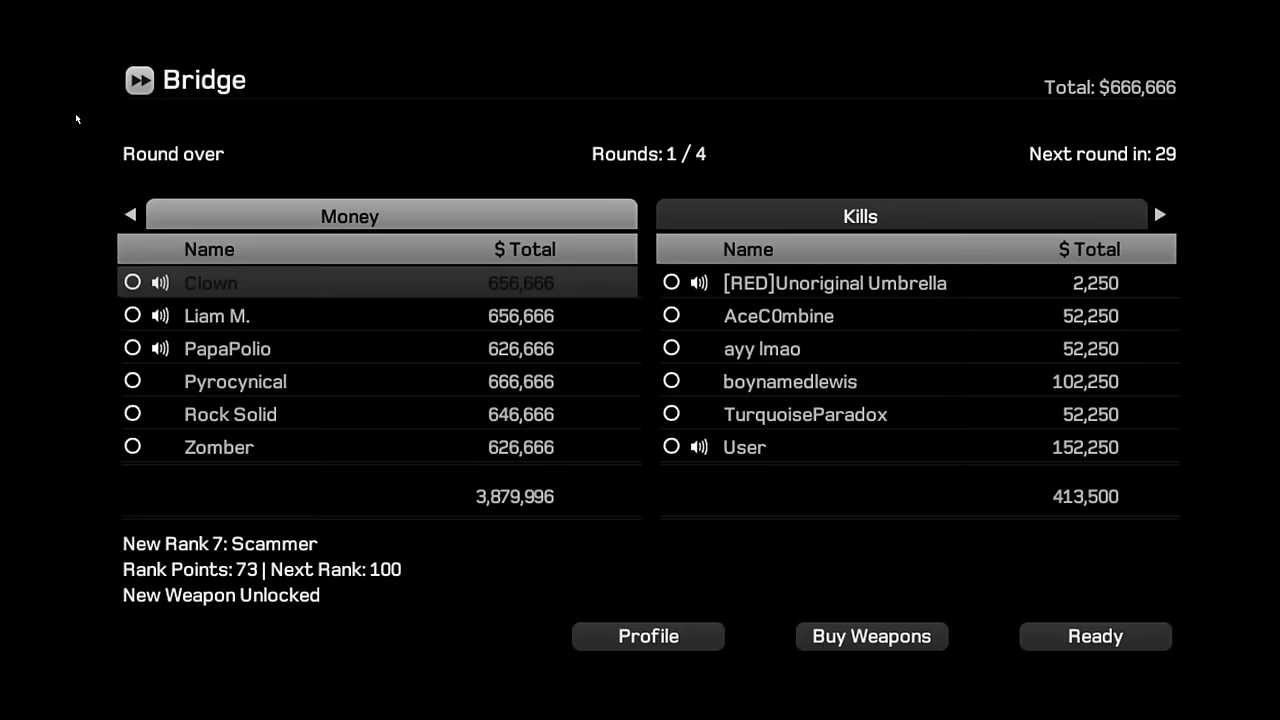 Bridge
Total: $666,666
Round over Rounds: 1 / 4 Next round in: 29
Money Kills
Name $ Total Name $ Total
Clown 656,666 [RED]Unoriginal Umbrella 2,250
Liam M. 656,666 AceC0mbine 52,250
PapaPolio 626,666 ayy lmao 52,250
Pyrocynical 666,666 boynamedlewis 102,250
Rock Solid 646,666 TurquoiseParadox 52,250
Zomber 626,666 User 152,250
3,879,996 413,500
New Rank 7: Scammer
Rank Points: 73 | Next Rank: 100
New Weapon Unlocked
Profile Buy Weapons Ready